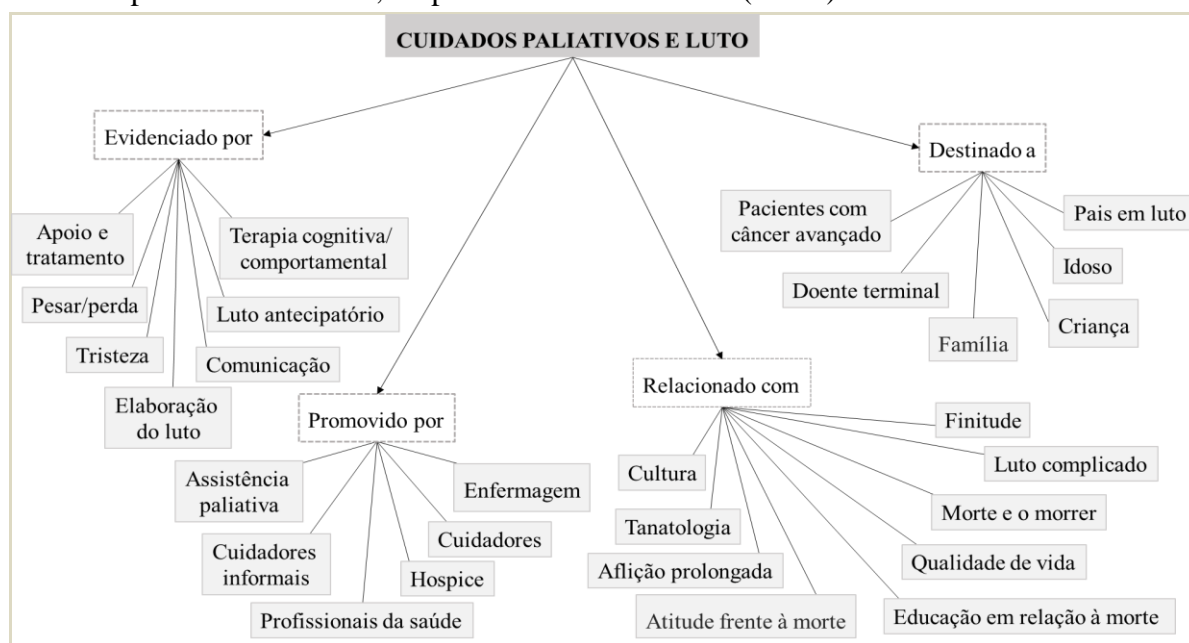 CUIDADOS PALIATIVOS E LUTO
Evidenciado por
Apoio e
tratamento
Pesar/perda
Tristeza
Elaboração
do luto
Comunicação
Luto antecipatório
Terapia cognitiva/
comportamental
Promovido por
Assistência
paliativa
Cuidadores
informais
Profissionais da saúde
Hospice
Cuidadores
Enfermagem
Relacionado com
Cultura
Tanatologia
Aflição prolongada
Atitude frente à morte
Educação em relação à morte
Qualidade de vida
Morte e o morrer
Luto complicado
Finitude
Destinado a
Pacientes com
câncer avançado
Doente terminal
Família
Criança
Idoso
Pais em luto